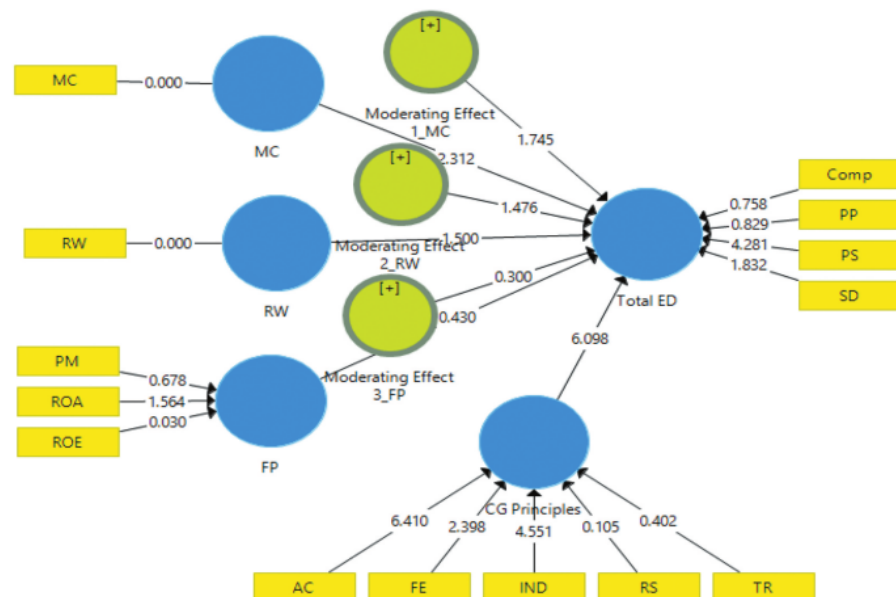 [+]
MC
0.000
Moderating Effect
1_MC
1.745
MC
[+]
2.312
Comp
1.476
0.758
PP
RW
0.000
0.829
1.500
PS
Moderating Effect
2_RW
4.281
[+]
1.832
SD
RW
0.300
Total ED
0.430
PM
6.098
0.678
Moderating Effect
3_FP
ROA
1.564
ROE
0.030
FP
CG Principles
6.410
2.398
4.551
0.105
0.402
AC
FE
IND
RS
TR